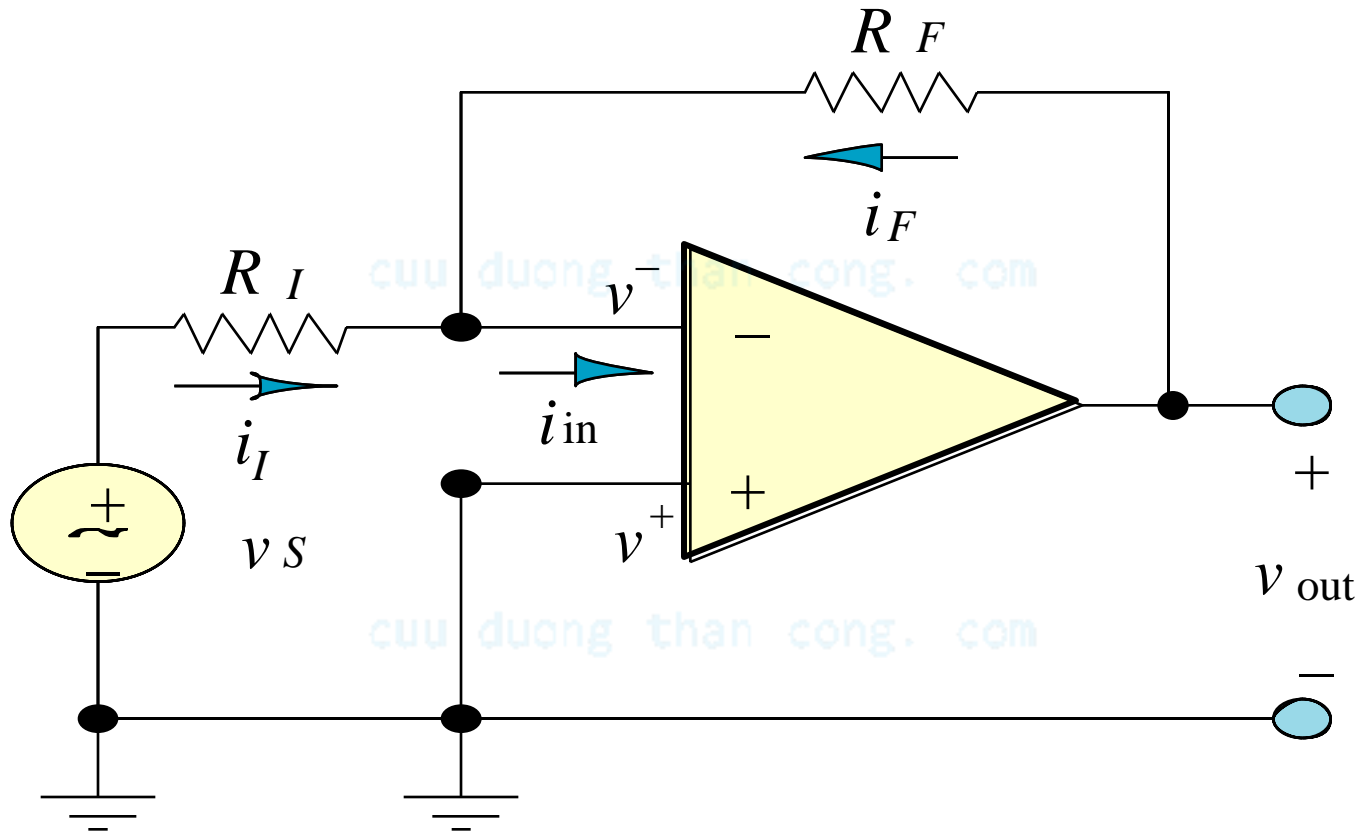 R F
i F
R I
cuu duong than cong. com
v −
−
i I
i in
+
~
−
v S
+
v +
+
v out
cuu duong than cong. com
−